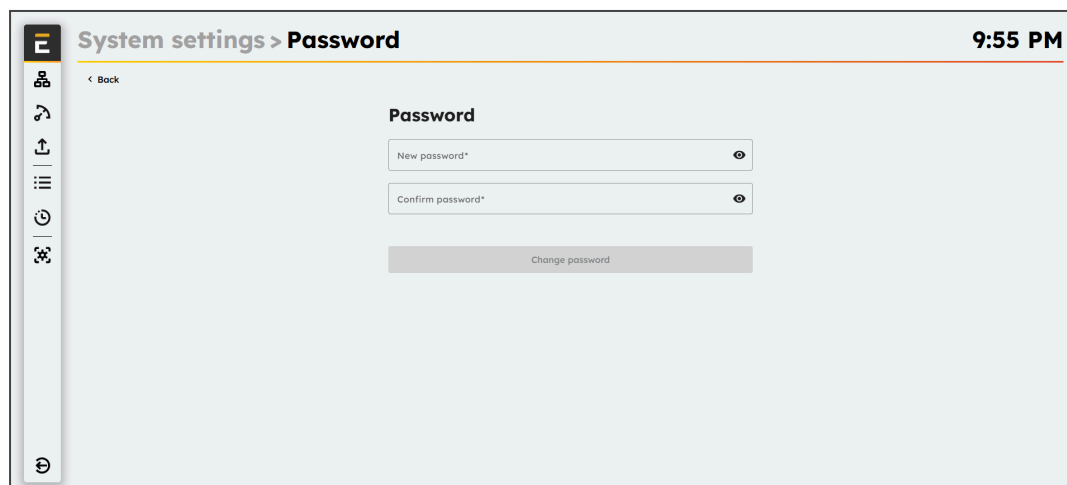 E
System settings > Password
9:55 PM
< Back
Password
New password*
Confirm password*
Change password